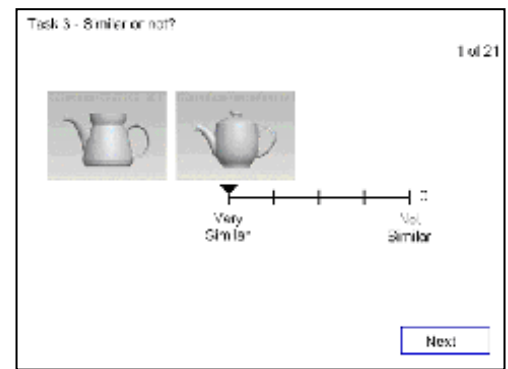 Task 3 - Similar or not?
1 of 21
Very
Similar
Not
Similar
Next